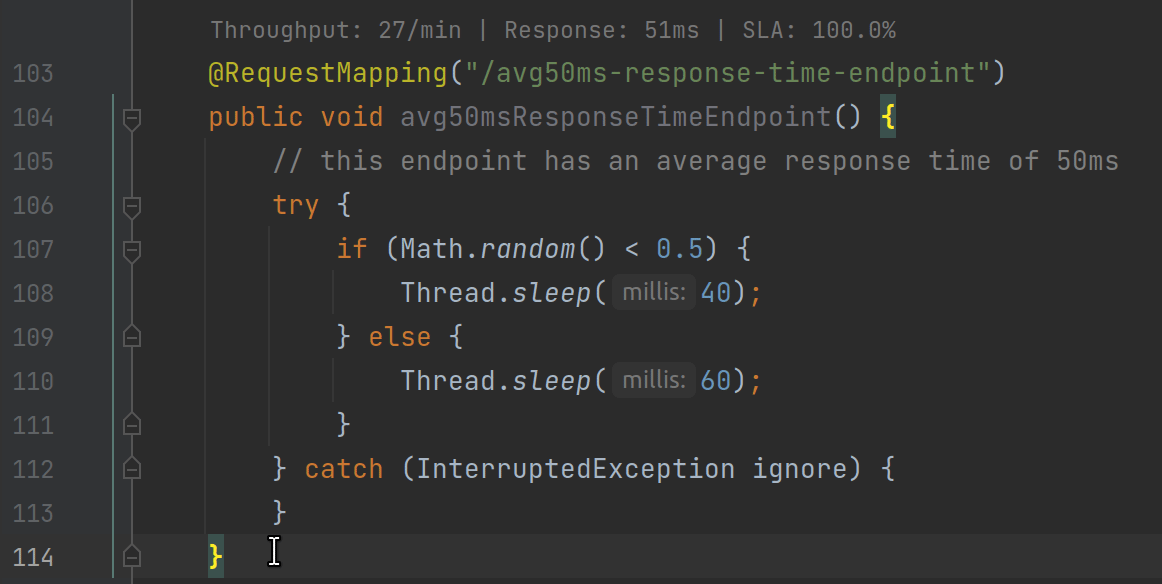 Throughput: 27/min | Response: 51ms | SLA: 100.0%
103 @RequestMapping("/avg50ms-response-time-endpoint")
104 public void avg50msResponseTimeEndpoint() {
105 // this endpoint has an average response time of 50ms
106 try {
107 if (Math.random() < 0.5) {
108 Thread.sleep( millis: 40);
109 } else {
110 Thread.sleep( millis: 60);
111 }
112 } catch (InterruptedException ignore) {
113 }
114 }